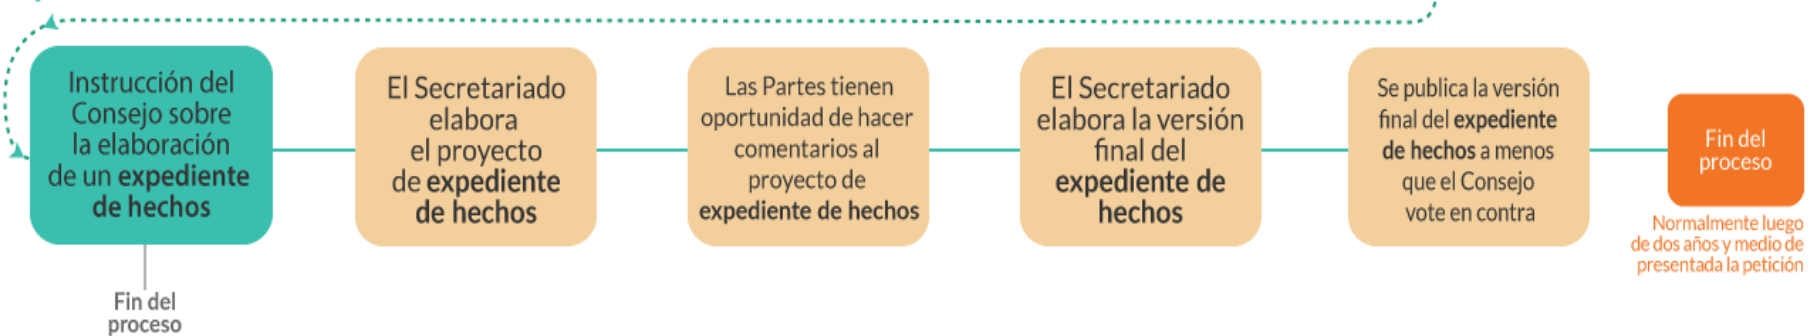 Instrucción del
Consejo sobre
la elaboración
de un expediente
de hechos
Fin del
proceso
El Secretariado
elabora
el proyecto
de expediente
de hechos
Las Partes tienen
oportunidad de hacer
comentarios al
proyecto de
expediente de hechos
El Secretariado
elabora la versión
final del
expediente de
hechos
Se publica la versión
final del expediente
de hechos a menos
que el Consejo
vote en contra
Fin del
proceso
Normalmente luego
de dos años y medio de
presentada la petición